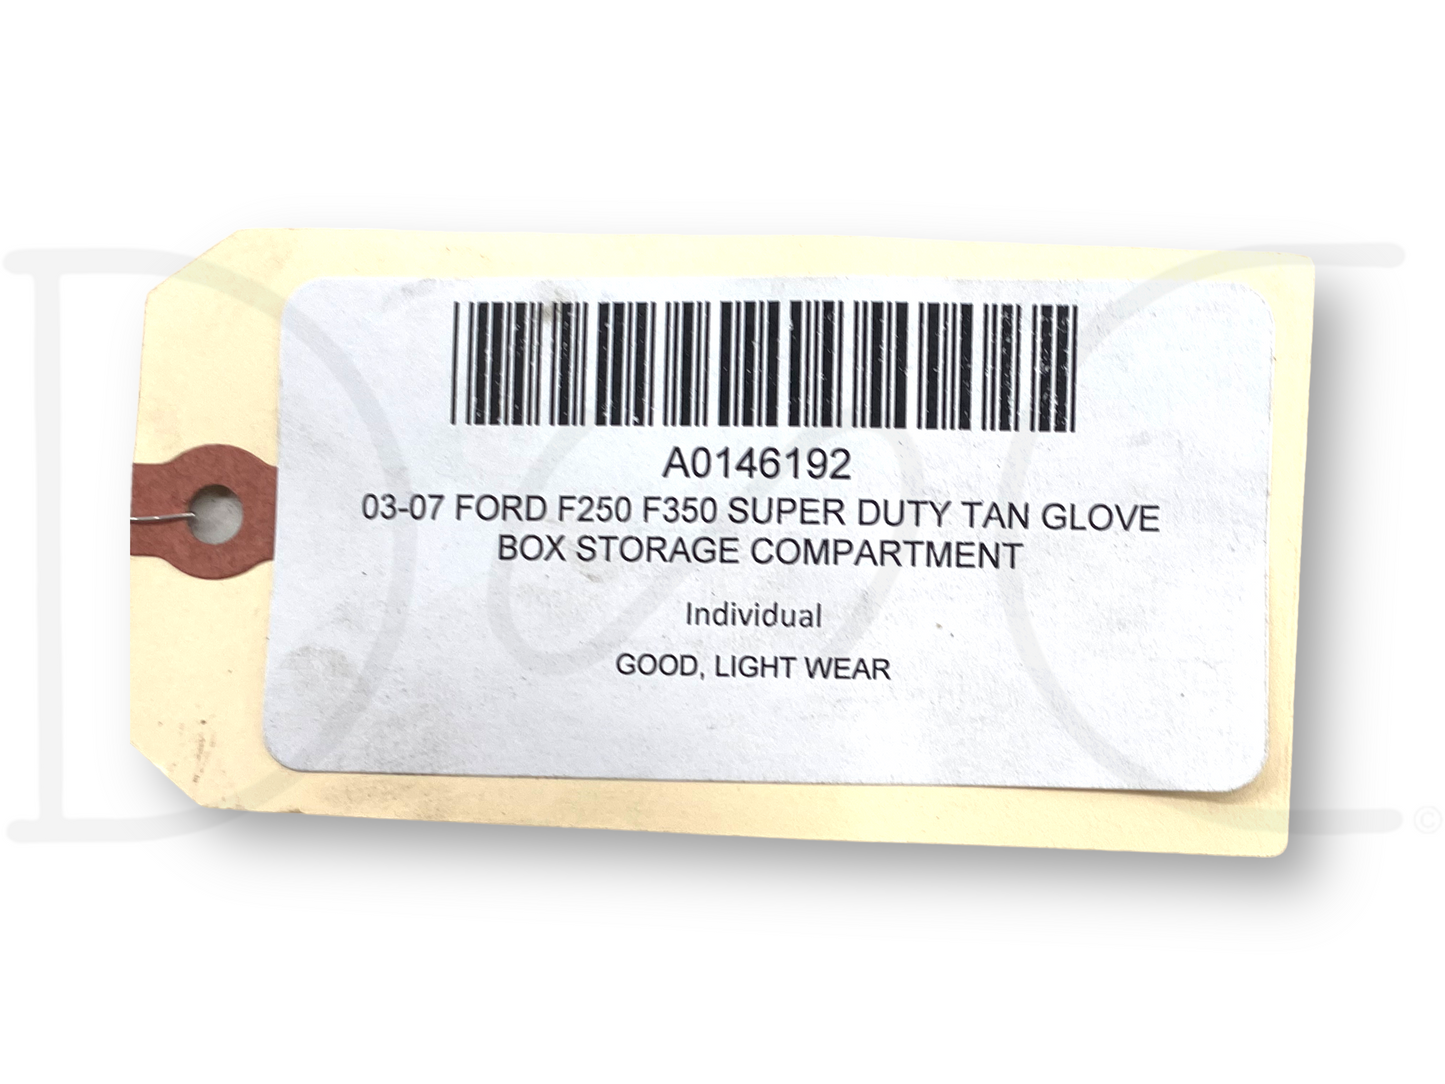 A0146192
03-07 FORD F250 F350 SUPER DUTY TAN GLOVE
BOX STORAGE COMPARTMENT
Individual
GOOD, LIGHT WEAR
D & C
©